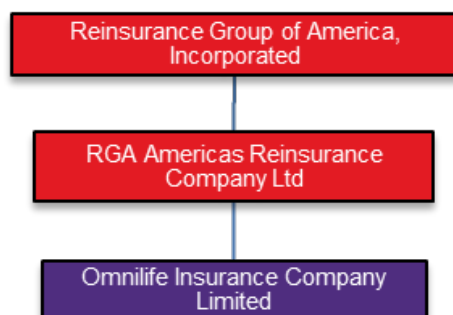 Reinsurance Group of America,
Incorporated
RGA Americas Reinsurance
Company Ltd
Omnilife Insurance Company
Limited